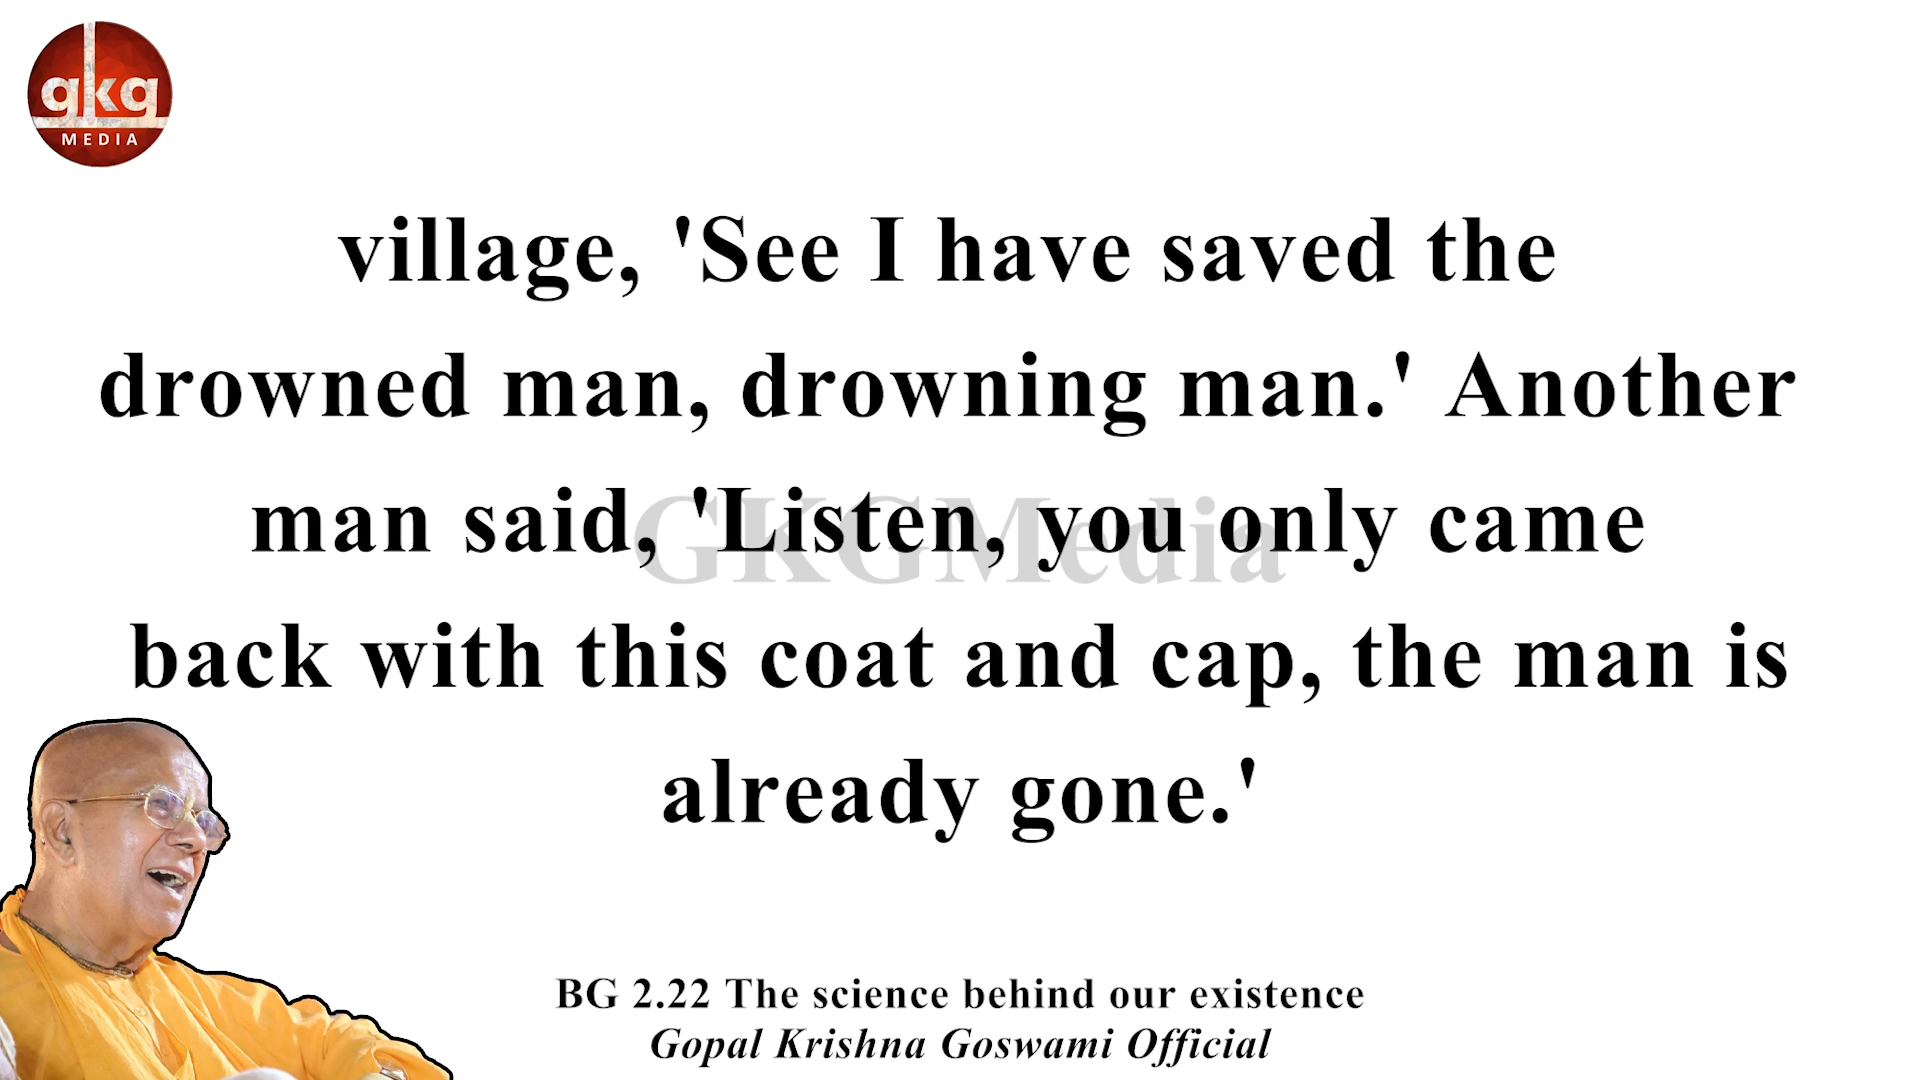 gkg
MEDIA
village, 'See I have saved the
drowned man, drowning man.' Another
man said, 'Listen, you only came
back with this coat and cap, the man is
already gone.'
GKGMedia
BG 2.22 The science behind our existence
Gopal Krishna Goswami Official